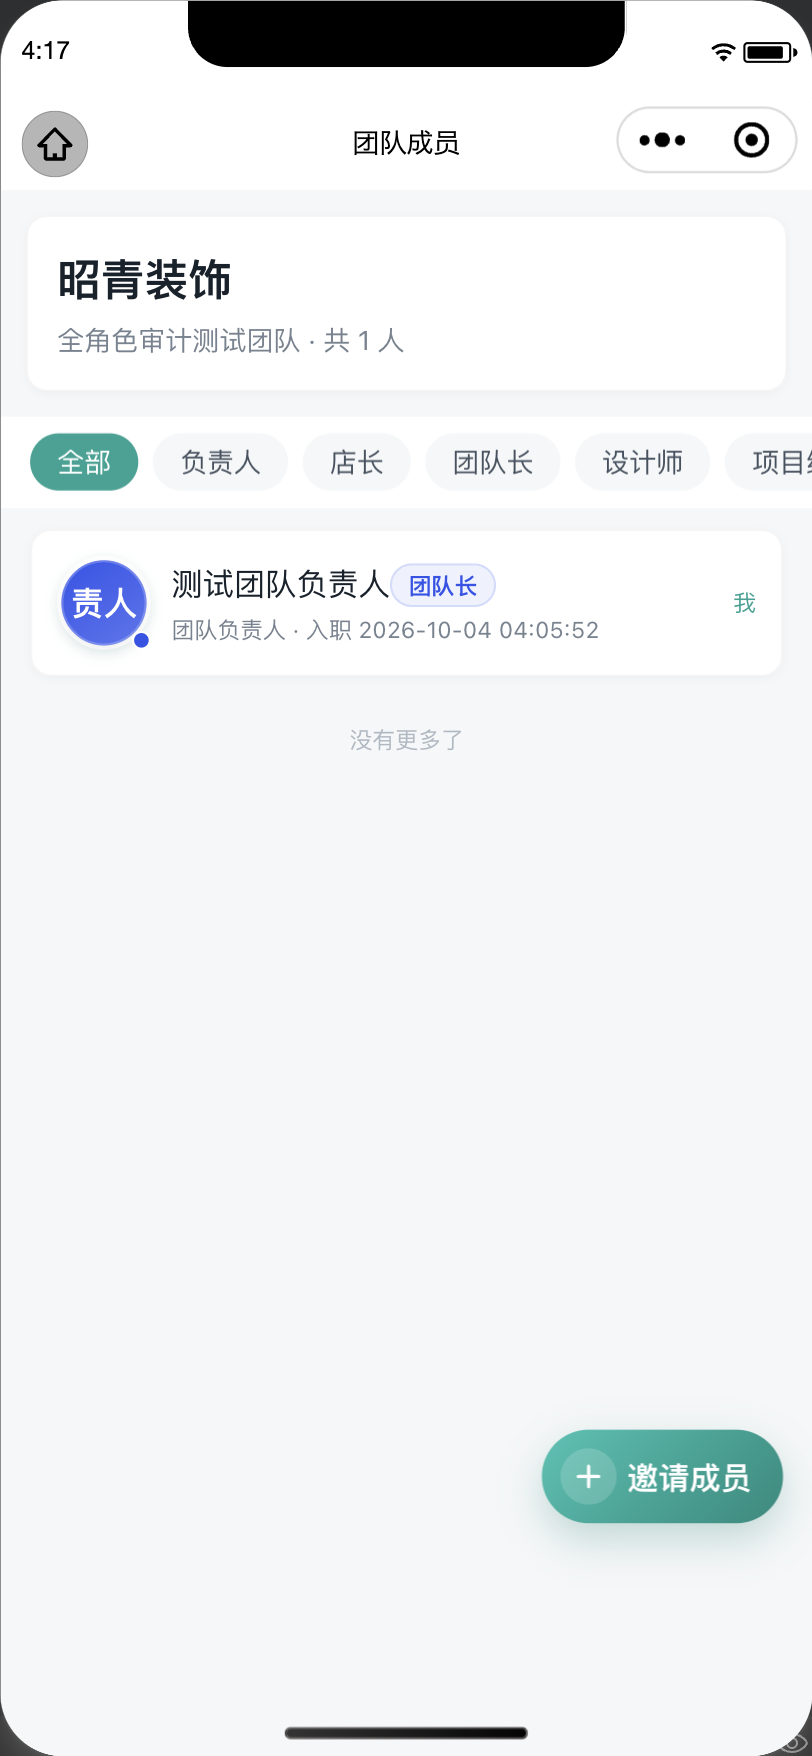 4:17
团队成员
昭青装饰
全角色审计测试团队 · 共 1 人
全部 负责人 店长 团队长 设计师 项目
责人 测试团队负责人 团队长
团队负责人 · 入职 2026-10-04 04:05:52
我
没有更多了
+ 邀请成员